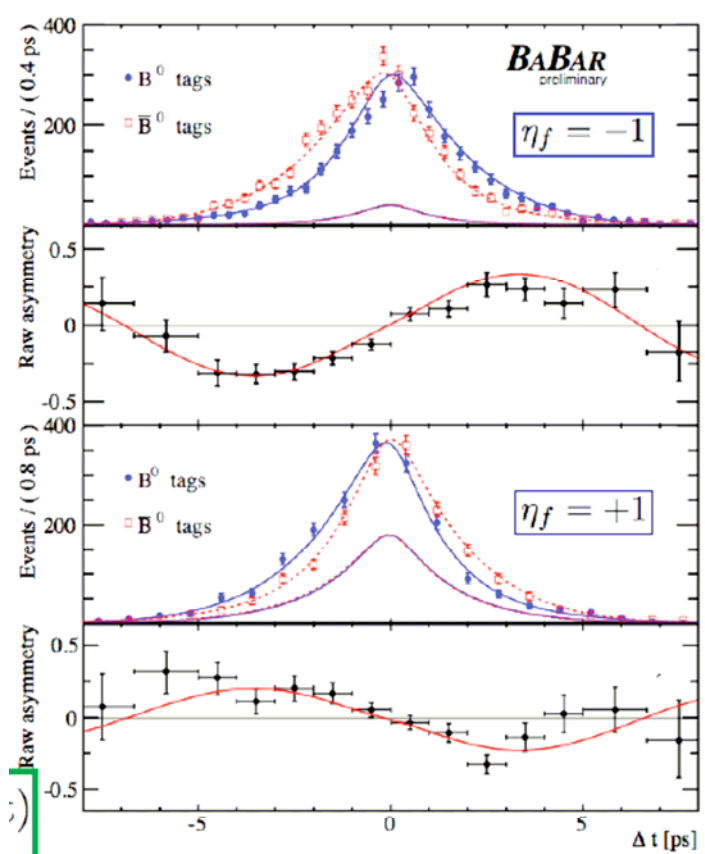 400
B⁰ tags
B̅⁰ tags
BABAR
preliminary
η_f = −1
200
Events / ( 0.4 ps )
0.5
0
-0.5
Raw asymmetry
400
B⁰ tags
B̅⁰ tags
η_f = +1
200
Events / ( 0.8 ps )
0.5
0
-0.5
Raw asymmetry
-5 0 5
Δ t [ps]